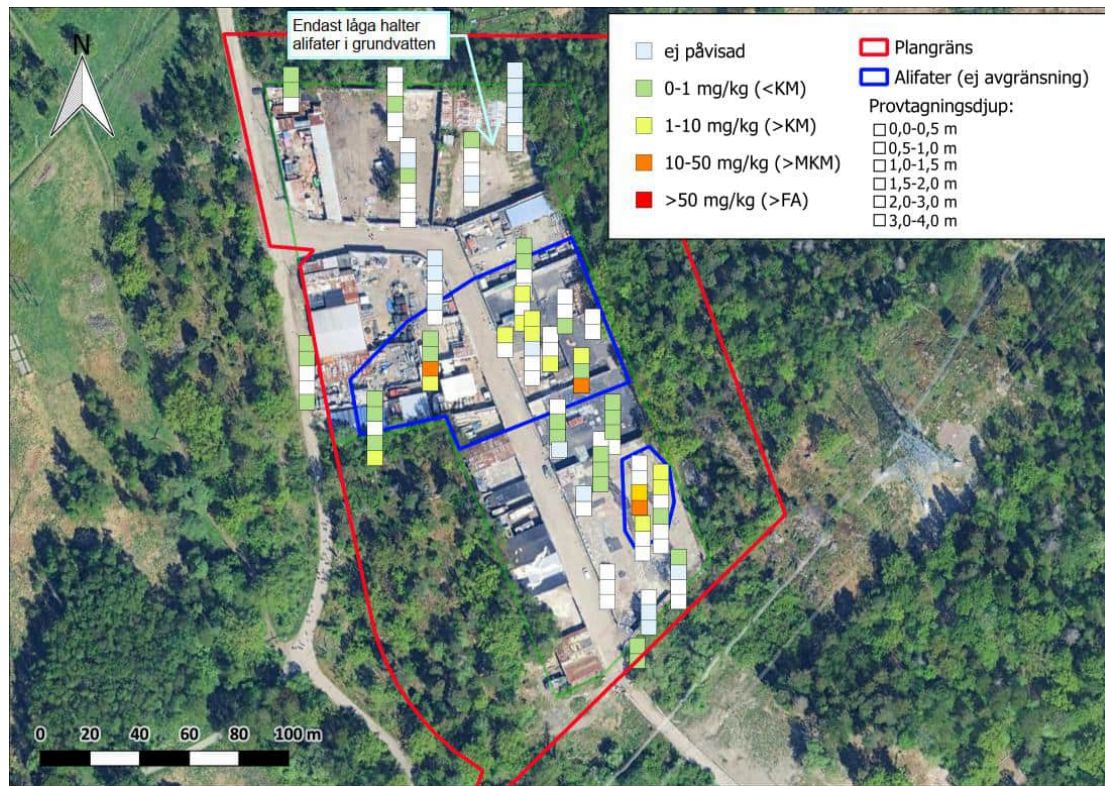 Endast låga halter
alifater i grundvatten
N
ej påvisad
0-1 mg/kg (<KM)
1-10 mg/kg (>KM)
10-50 mg/kg (>MKM)
>50 mg/kg (>FA)
Plangräns
Alifater (ej avgränsning)
Provtagningsdjup:
0,0-0,5 m
0,5-1,0 m
1,0-1,5 m
1,5-2,0 m
2,0-3,0 m
3,0-4,0 m
0 20 40 60 80 100 m